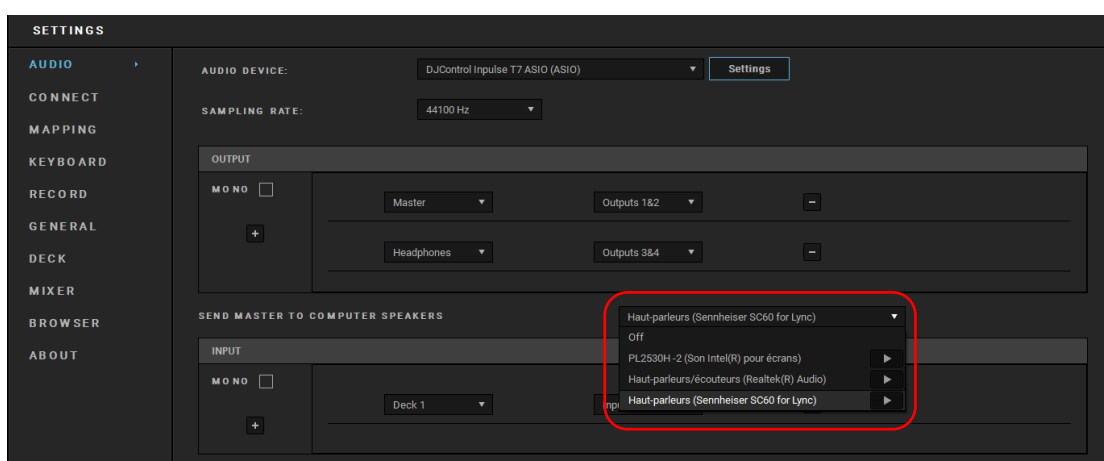 SETTINGS
AUDIO
CONNECT
MAPPING
KEYBOARD
RECORD
GENERAL
DECK
MIXER
BROWSER
ABOUT
AUDIO DEVICE:
DJControl Inpulse T7 ASIO (ASIO)
Settings
SAMPLING RATE:
44100 Hz
OUTPUT
MONO
+
Master
Outputs 1&2
−
Headphones
Outputs 3&4
−
SEND MASTER TO COMPUTER SPEAKERS
Haut-parleurs (Sennheiser SC60 for Lync)
Off
PL2530H -2 (Son Intel(R) pour écrans)
Haut-parleurs/écouteurs (Realtek(R) Audio)
Haut-parleurs (Sennheiser SC60 for Lync)
INPUT
MONO
+
Deck 1